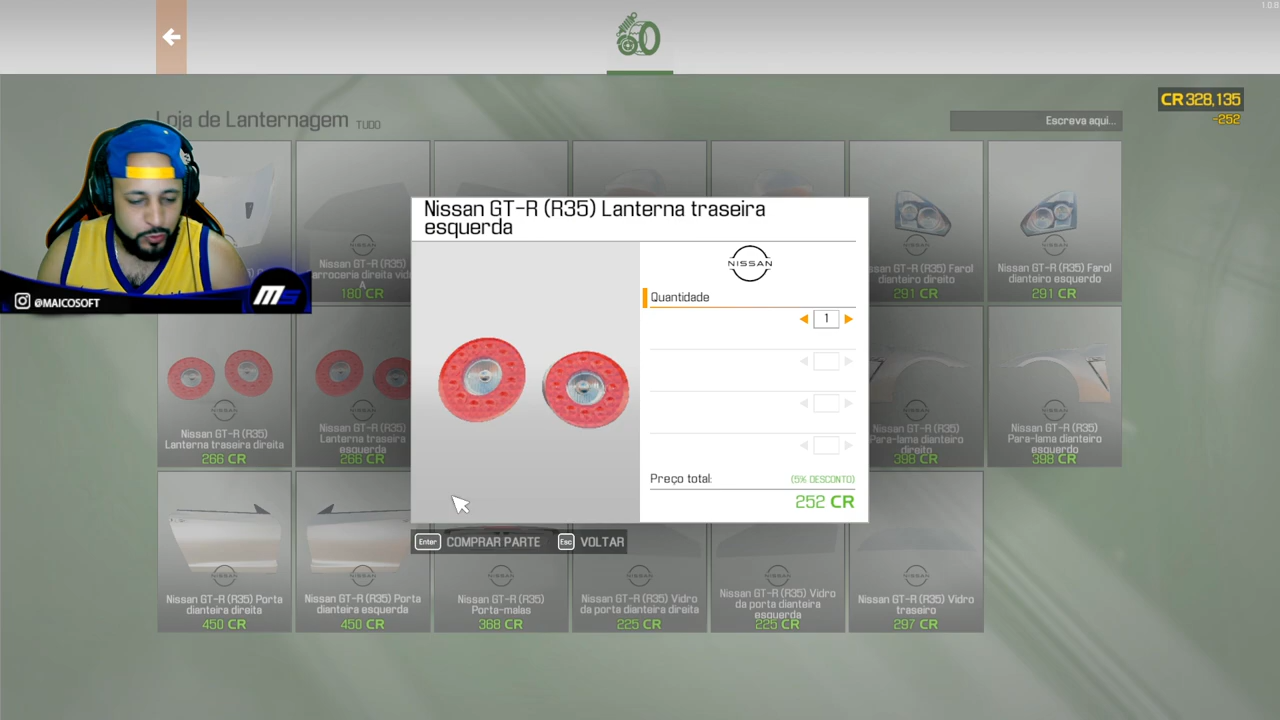 1.0.8
CR 328,135
-252
Loja de Lanternagem TUDO
Escreva aqui...
@MAICOSOFT
MS
Nissan GT-R (R35)
arroceria direita vid
A
180 CR
ssan GT-R (R35) Farol
dianteiro direito
291 CR
Nissan GT-R (R35) Farol
dianteiro esquerdo
291 CR
Nissan GT-R (R35) Lanterna traseira
esquerda
NISSAN
Quantidade
1
Preço total:
(5% DESCONTO)
252 CR
Enter COMPRAR PARTE
Esc VOLTAR
Nissan GT-R (R35)
Lanterna traseira direita
266 CR
Nissan GT-R (R35)
Lanterna traseira
esquerda
266 CR
Nissan GT-R (R35)
Para-lama dianteiro
direito
398 CR
Nissan GT-R (R35)
Para-lama dianteiro
esquerdo
398 CR
Nissan GT-R (R35) Porta
dianteira direita
450 CR
Nissan GT-R (R35) Porta
dianteira esquerda
450 CR
Nissan GT-R (R35)
Porta-malas
368 CR
Nissan GT-R (R35) Vidro
da porta dianteira direita
225 CR
Nissan GT-R (R35) Vidro
da porta dianteira
esquerda
225 CR
Nissan GT-R (R35) Vidro
traseiro
297 CR